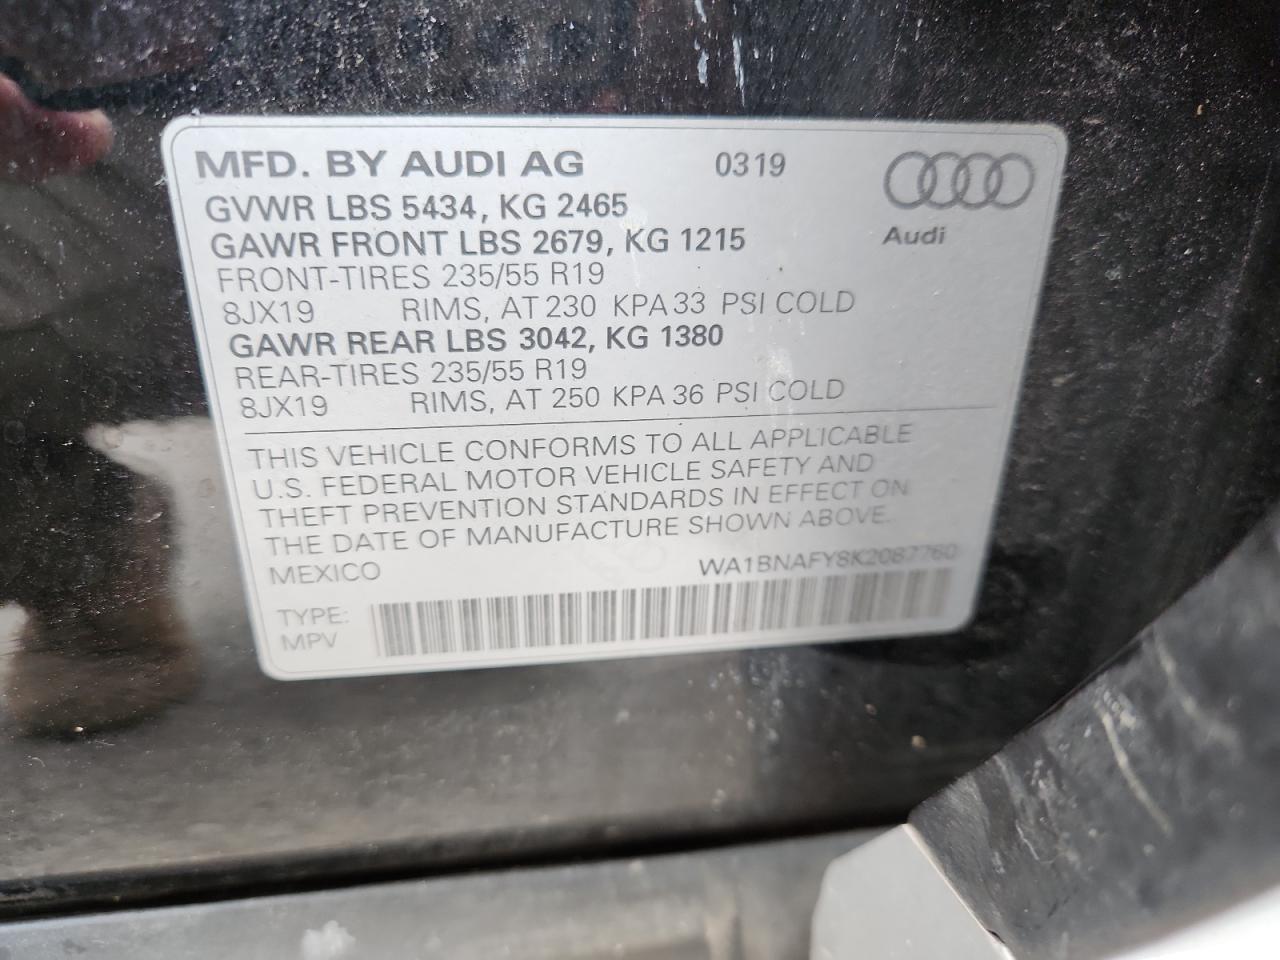 MFD. BY AUDI AG 0319
GVWR LBS 5434, KG 2465
GAWR FRONT LBS 2679, KG 1215 Audi
FRONT-TIRES 235/55 R19
8JX19 RIMS, AT 230 KPA 33 PSI COLD
GAWR REAR LBS 3042, KG 1380
REAR-TIRES 235/55 R19
8JX19 RIMS, AT 250 KPA 36 PSI COLD
THIS VEHICLE CONFORMS TO ALL APPLICABLE
U.S. FEDERAL MOTOR VEHICLE SAFETY AND
THEFT PREVENTION STANDARDS IN EFFECT ON
THE DATE OF MANUFACTURE SHOWN ABOVE.
MEXICO WA1BNAFY8K2087760
TYPE:
MPV